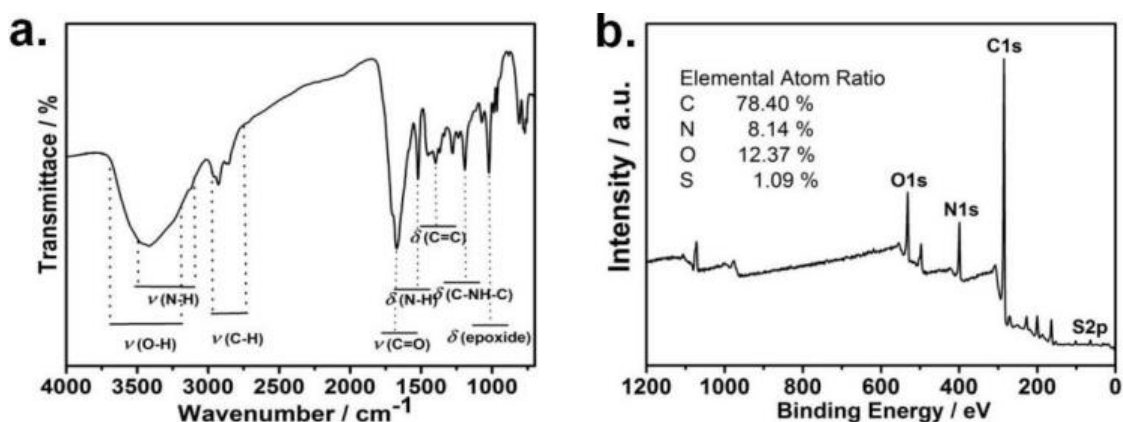 a.
Transmittace / %
ν(N-H)
ν(O-H)
ν(C-H)
δ(C=C)
δ(N-H)
δ(C-NH-C)
ν(C=O)
δ(epoxide)
4000 3500 3000 2500 2000 1500 1000
Wavenumber / cm⁻¹
b.
Intensity / a.u.
Elemental Atom Ratio
C 78.40 %
N 8.14 %
O 12.37 %
S 1.09 %
C1s
O1s
N1s
S2p
1200 1000 800 600 400 200 0
Binding Energy / eV